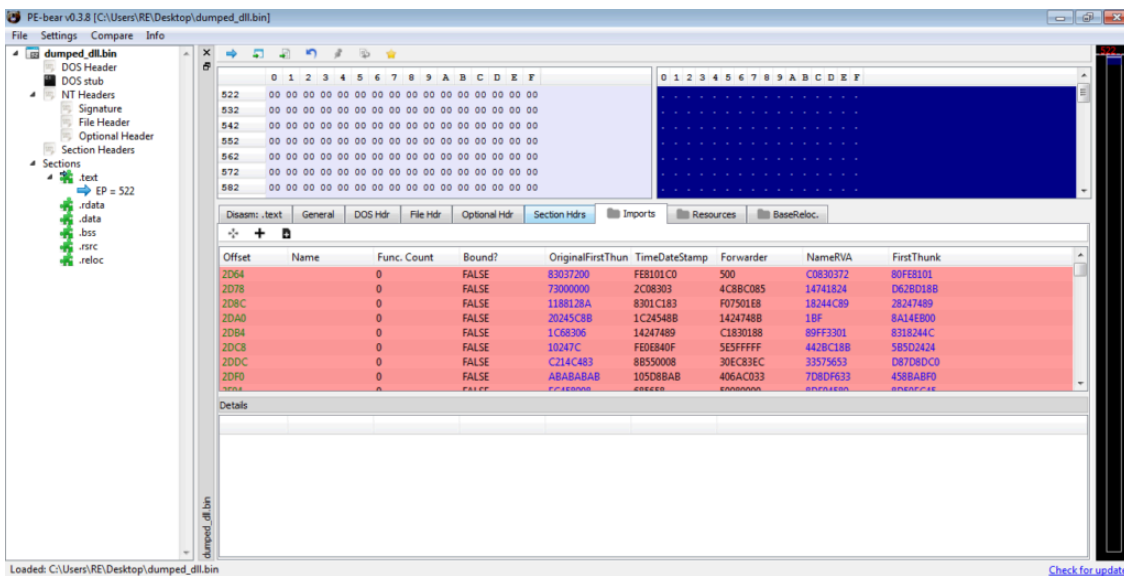 PE-bear v0.3.8 [C:\Users\RE\Desktop\dumped_dll.bin]
File Settings Compare Info
dumped_dll.bin
DOS Header
DOS stub
NT Headers
Signature
File Header
Optional Header
Section Headers
Sections
.text
EP = 522
.rdata
.data
.bss
.rsrc
.reloc
dumped_dll.bin
0 1 2 3 4 5 6 7 8 9 A B C D E F 0 1 2 3 4 5 6 7 8 9 A B C D E F
522 00 00 00 00 00 00 00 00 00 00 00 00 00 00 00 00 . . . . . . . . . . . . . . . .
532 00 00 00 00 00 00 00 00 00 00 00 00 00 00 00 00 . . . . . . . . . . . . . . . .
542 00 00 00 00 00 00 00 00 00 00 00 00 00 00 00 00 . . . . . . . . . . . . . . . .
552 00 00 00 00 00 00 00 00 00 00 00 00 00 00 00 00 . . . . . . . . . . . . . . . .
562 00 00 00 00 00 00 00 00 00 00 00 00 00 00 00 00 . . . . . . . . . . . . . . . .
572 00 00 00 00 00 00 00 00 00 00 00 00 00 00 00 00 . . . . . . . . . . . . . . . .
582 00 00 00 00 00 00 00 00 00 00 00 00 00 00 00 00 . . . . . . . . . . . . . . . .
Disasm: .text General DOS Hdr File Hdr Optional Hdr Section Hdrs Imports Resources BaseReloc.
Offset Name Func. Count Bound? OriginalFirstThun TimeDateStamp Forwarder NameRVA FirstThunk
2D64 0 FALSE 83037200 FE8101C0 500 C0830372 80FE8101
2D78 0 FALSE 73000000 2C08303 4C8BC085 14741824 D62BD18B
2D8C 0 FALSE 1188128A 8301C183 F07501E8 18244C89 28247489
2DA0 0 FALSE 20245C8B 1C24548B 1424748B 1BF 8A14EB00
2DB4 0 FALSE 1C68306 14247489 C1830188 89FF3301 8318244C
2DC8 0 FALSE 10247C FE0E840F 5E5FFFFF 442BC18B 5B5D2424
2DDC 0 FALSE C214C483 8B550008 30EC83EC 33575653 D87D8DC0
2DF0 0 FALSE ABABABAB 105D8BAB 406AC033 7D8DF633 458BABF0
Details
Loaded: C:\Users\RE\Desktop\dumped_dll.bin
Check for update
522